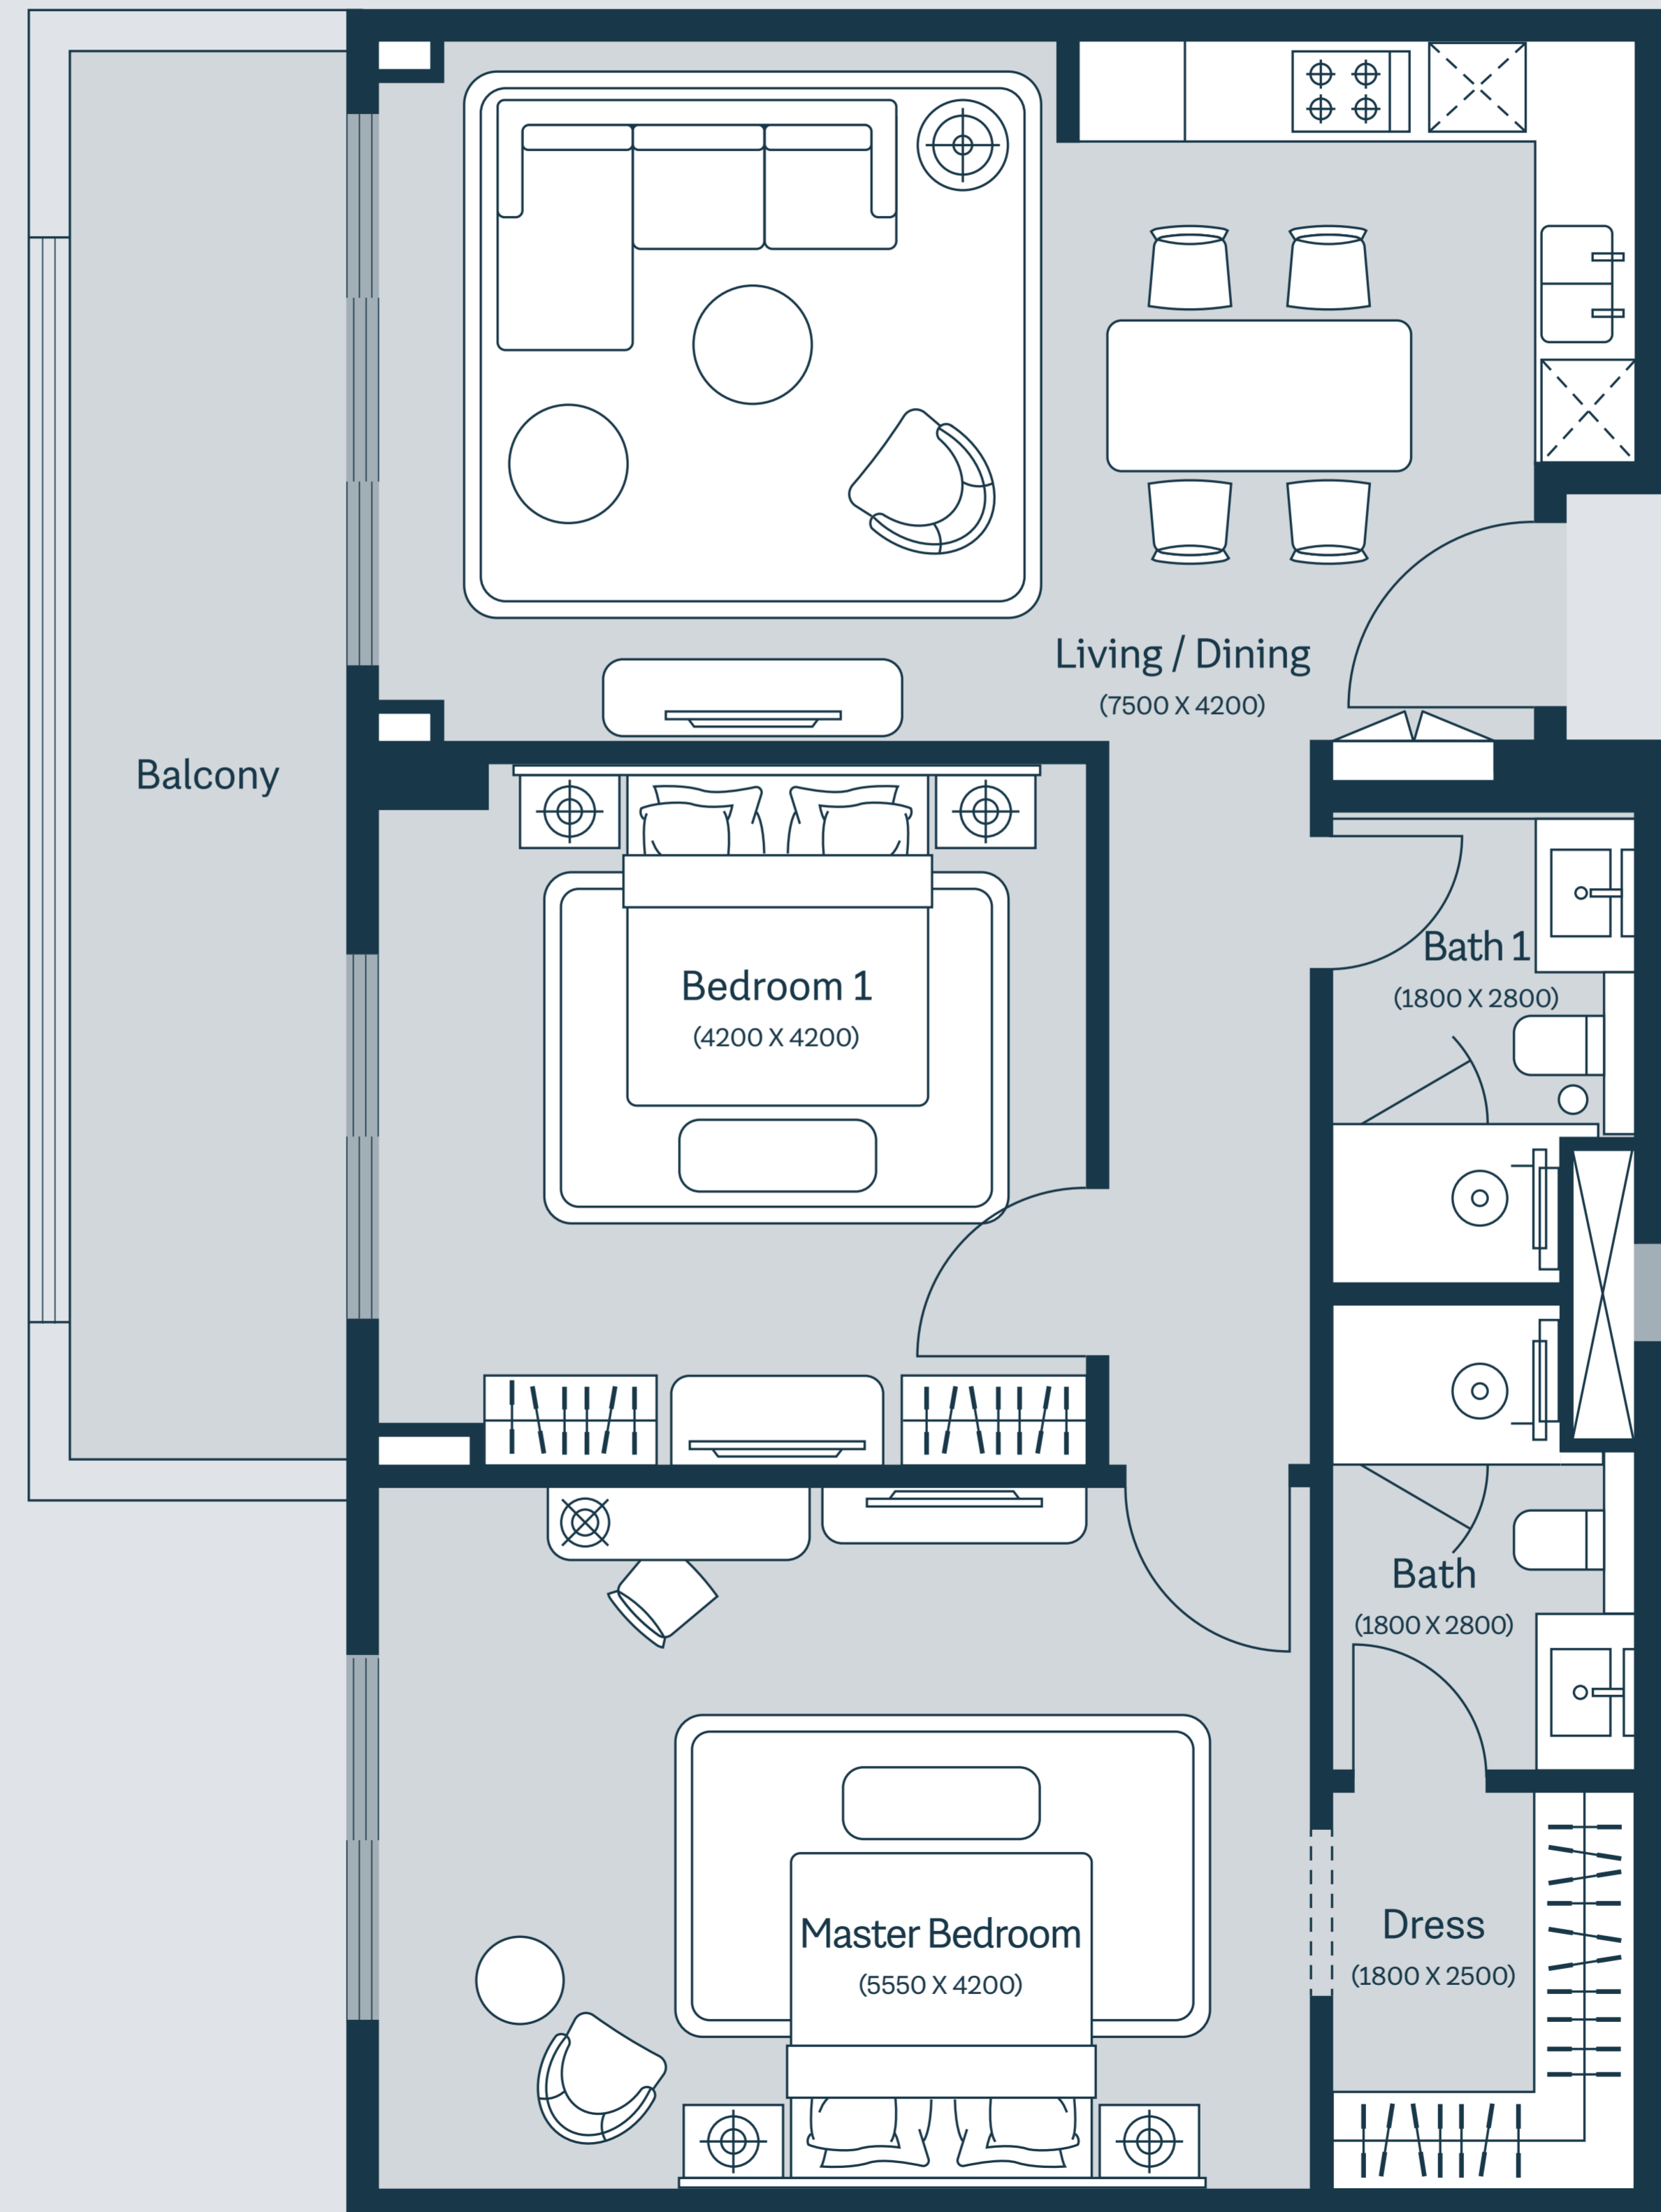 Living / Dining
(7500 X 4200)
Balcony
Bedroom 1
(4200 X 4200)
Bath 1
(1800 X 2800)
Bath
(1800 X 2800)
Master Bedroom
(5550 X 4200)
Dress
(1800 X 2500)